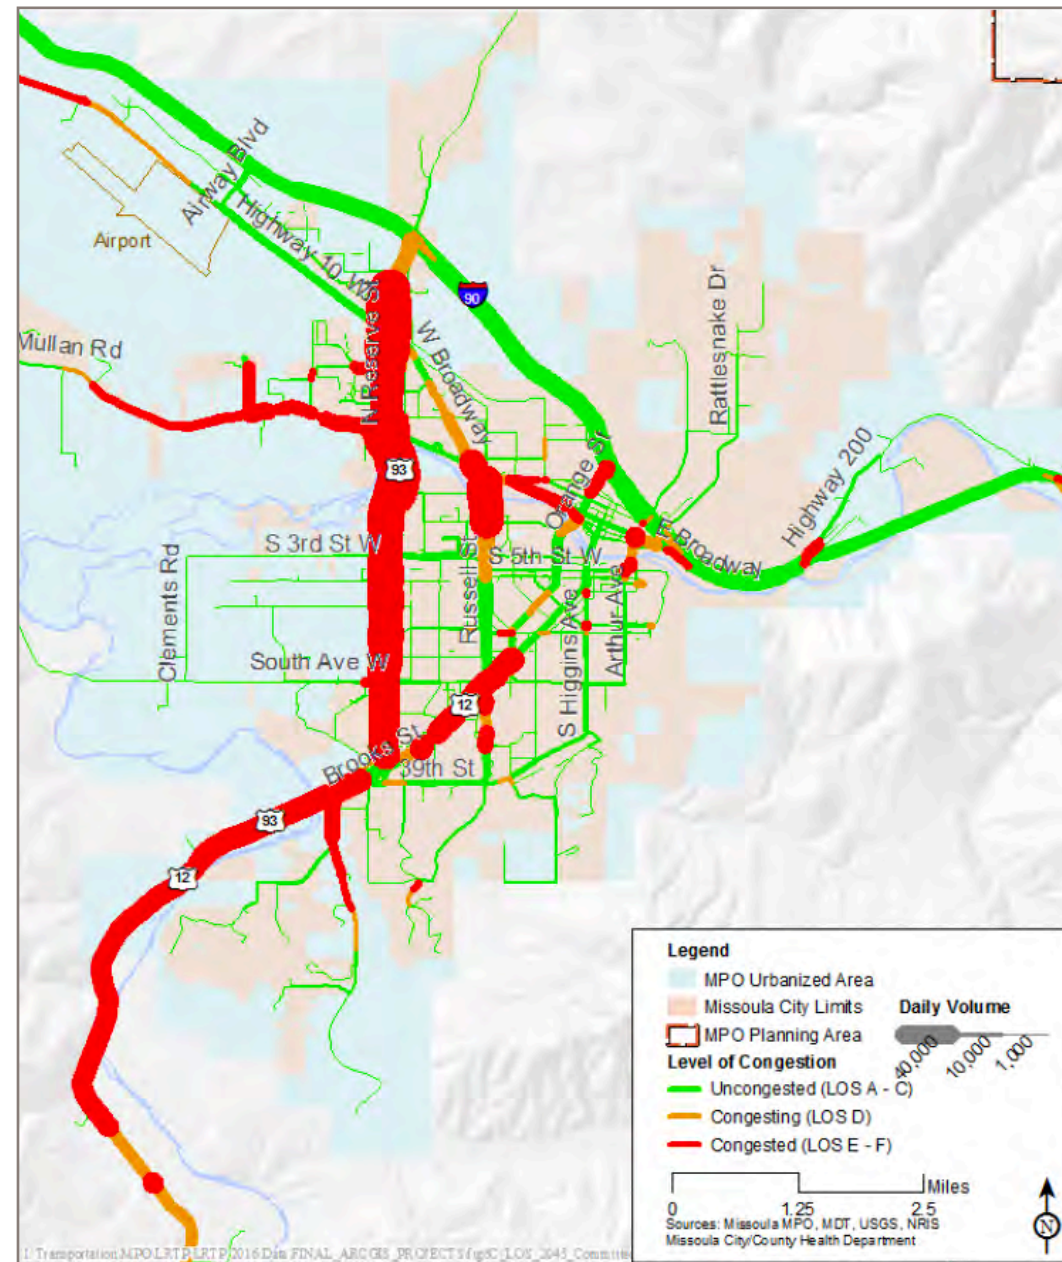 Airway Blvd
Airport
Highway 10 W
90
N Reserve St
Mullan Rd
W Broadway
Rattlesnake Dr
93
Orange St
Highway 200
E Broadway
S 3rd St W
S 5th St W
Russell St
Clements Rd
Arthur Ave
S Higgins Ave
South Ave W
12
Brooks St
39th St
93
12
Legend
MPO Urbanized Area
Missoula City Limits
MPO Planning Area
Daily Volume
40,000
10,000
1,000
Level of Congestion
Uncongested (LOS A - C)
Congesting (LOS D)
Congested (LOS E - F)
Miles
0
1.25
2.5
Sources: Missoula MPO, MDT, USGS, NRIS
Missoula City/County Health Department
N